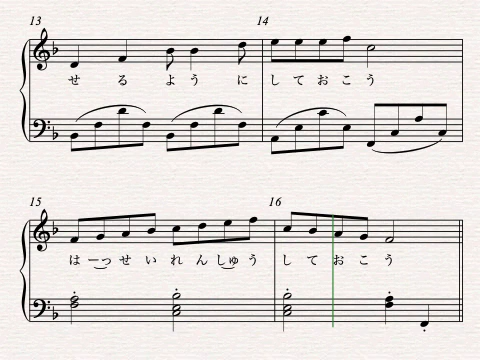 13 14
せ る よ う に し て お こ う
15 16
は ーっ せ い れ ん しゅ う し て お こ う